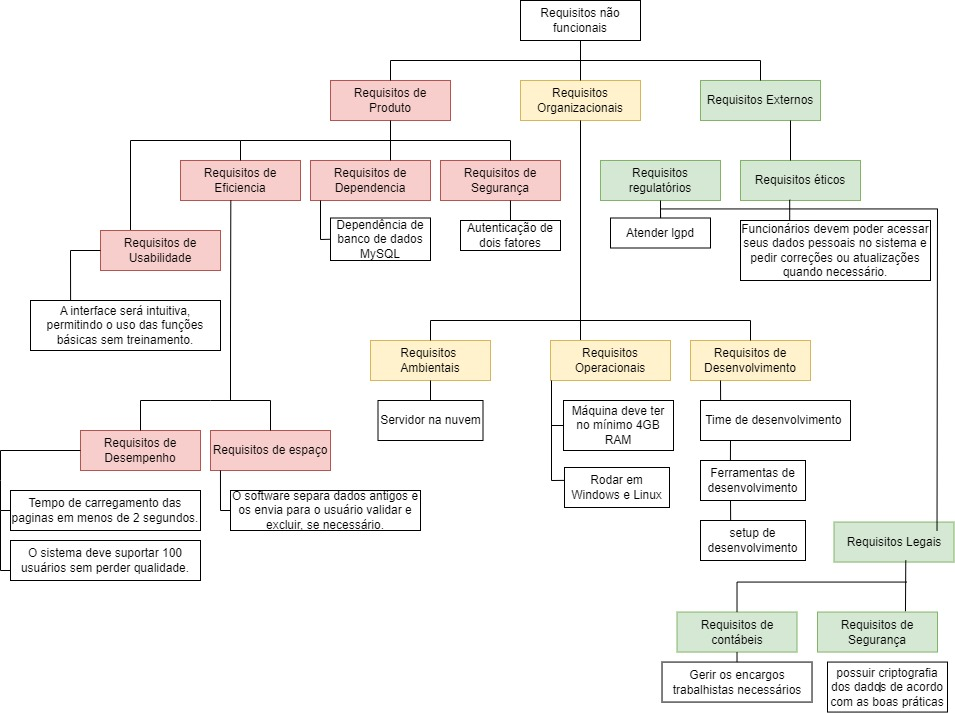 Requisitos não
funcionais
Requisitos de
Produto
Requisitos
Organizacionais
Requisitos Externos
Requisitos de
Eficiencia
Requisitos de
Dependencia
Requisitos de
Segurança
Requisitos
regulatórios
Requisitos éticos
Dependência de
banco de dados
MySQL
Autenticação de
dois fatores
Atender lgpd
Funcionários devem poder acessar
seus dados pessoais no sistema e
pedir correções ou atualizações
quando necessário.
Requisitos de
Usabilidade
A interface será intuitiva,
permitindo o uso das funções
básicas sem treinamento.
Requisitos
Ambientais
Requisitos
Operacionais
Requisitos de
Desenvolvimento
Servidor na nuvem
Máquina deve ter
no mínimo 4GB
RAM
Time de desenvolvimento
Requisitos de
Desempenho
Requisitos de espaço
Rodar em
Windows e Linux
Ferramentas de
desenvolvimento
Tempo de carregamento das
paginas em menos de 2 segundos.
O software separa dados antigos e
os envia para o usuário validar e
excluir, se necessário.
setup de
desenvolvimento
Requisitos Legais
O sistema deve suportar 100
usuários sem perder qualidade.
Requisitos de
contábeis
Requisitos de
Segurança
Gerir os encargos
trabalhistas necessários
possuir criptografia
dos dados de acordo
com as boas práticas